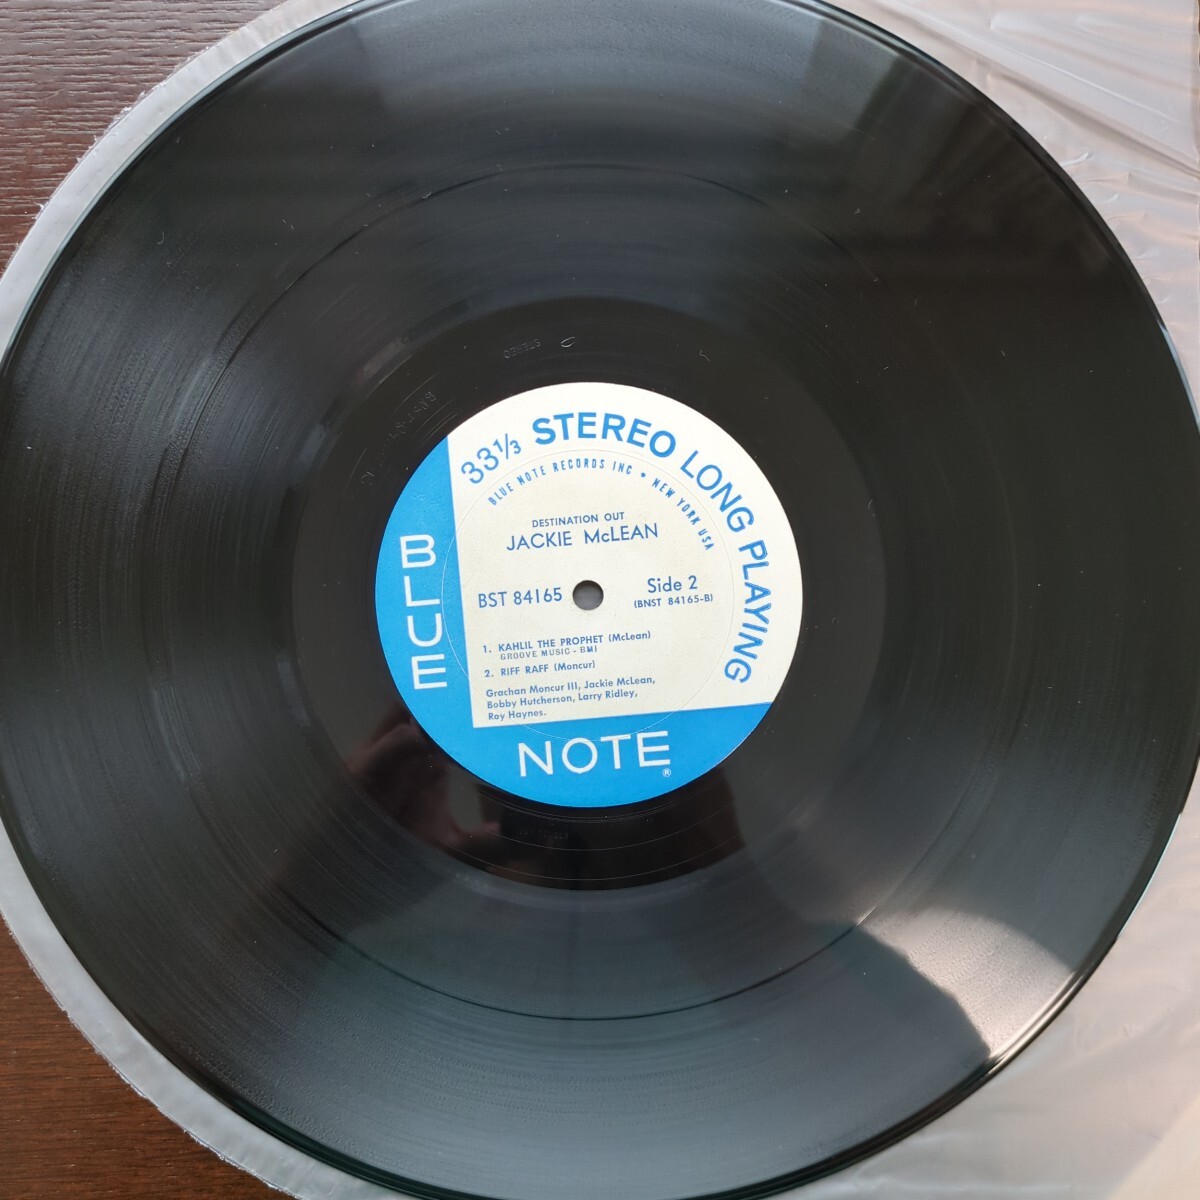 33⅓ STEREO LONG PLAYING
BLUE NOTE RECORDS INC • NEW YORK USA
DESTINATION OUT
JACKIE McLEAN
BST 84165
Side 2
(BNST 84165-B)
1. KAHLIL THE PROPHET (McLean)
GROOVE MUSIC - BMI
2. RIFF RAFF (Moncur)
Grachan Moncur III, Jackie McLean,
Bobby Hutcherson, Larry Ridley,
Roy Haynes.
BLUE
NOTE
®
STEREO